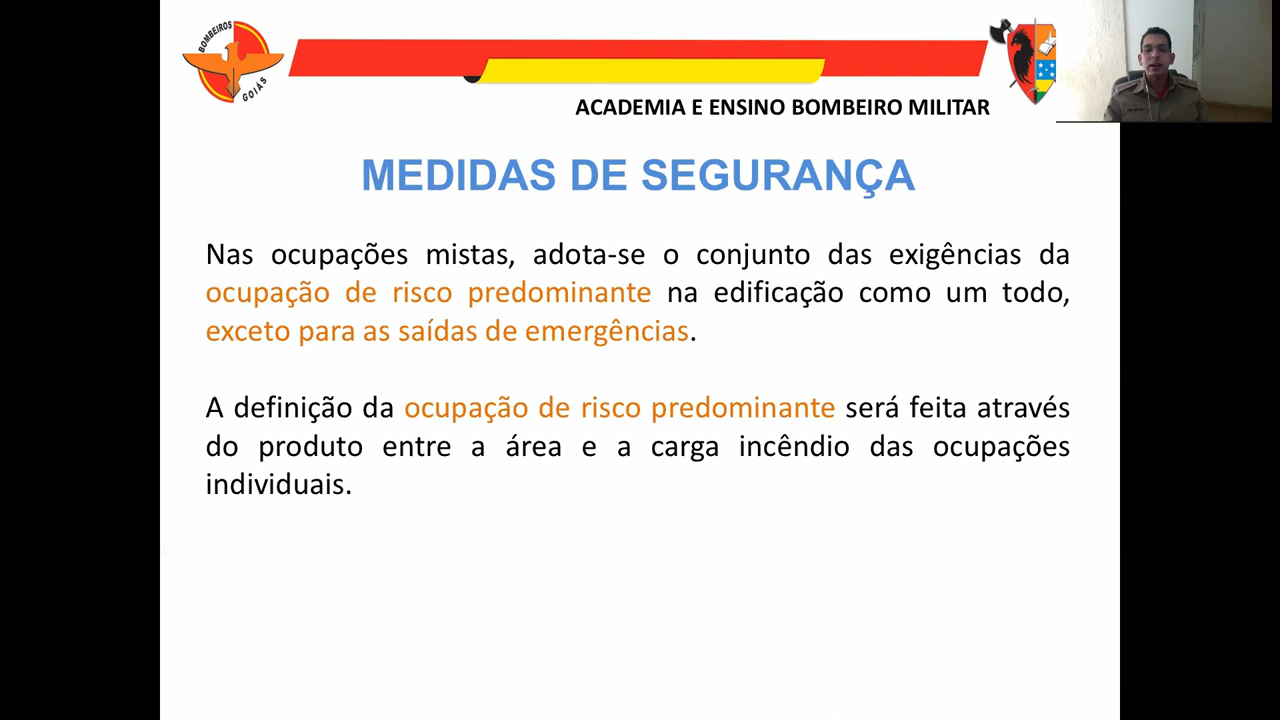 BOMBEIROS
GOIÁS
ACADEMIA E ENSINO BOMBEIRO MILITAR
MEDIDAS DE SEGURANÇA
Nas ocupações mistas, adota-se o conjunto das exigências da
ocupação de risco predominante na edificação como um todo,
exceto para as saídas de emergências.
A definição da ocupação de risco predominante será feita através
do produto entre a área e a carga incêndio das ocupações
individuais.